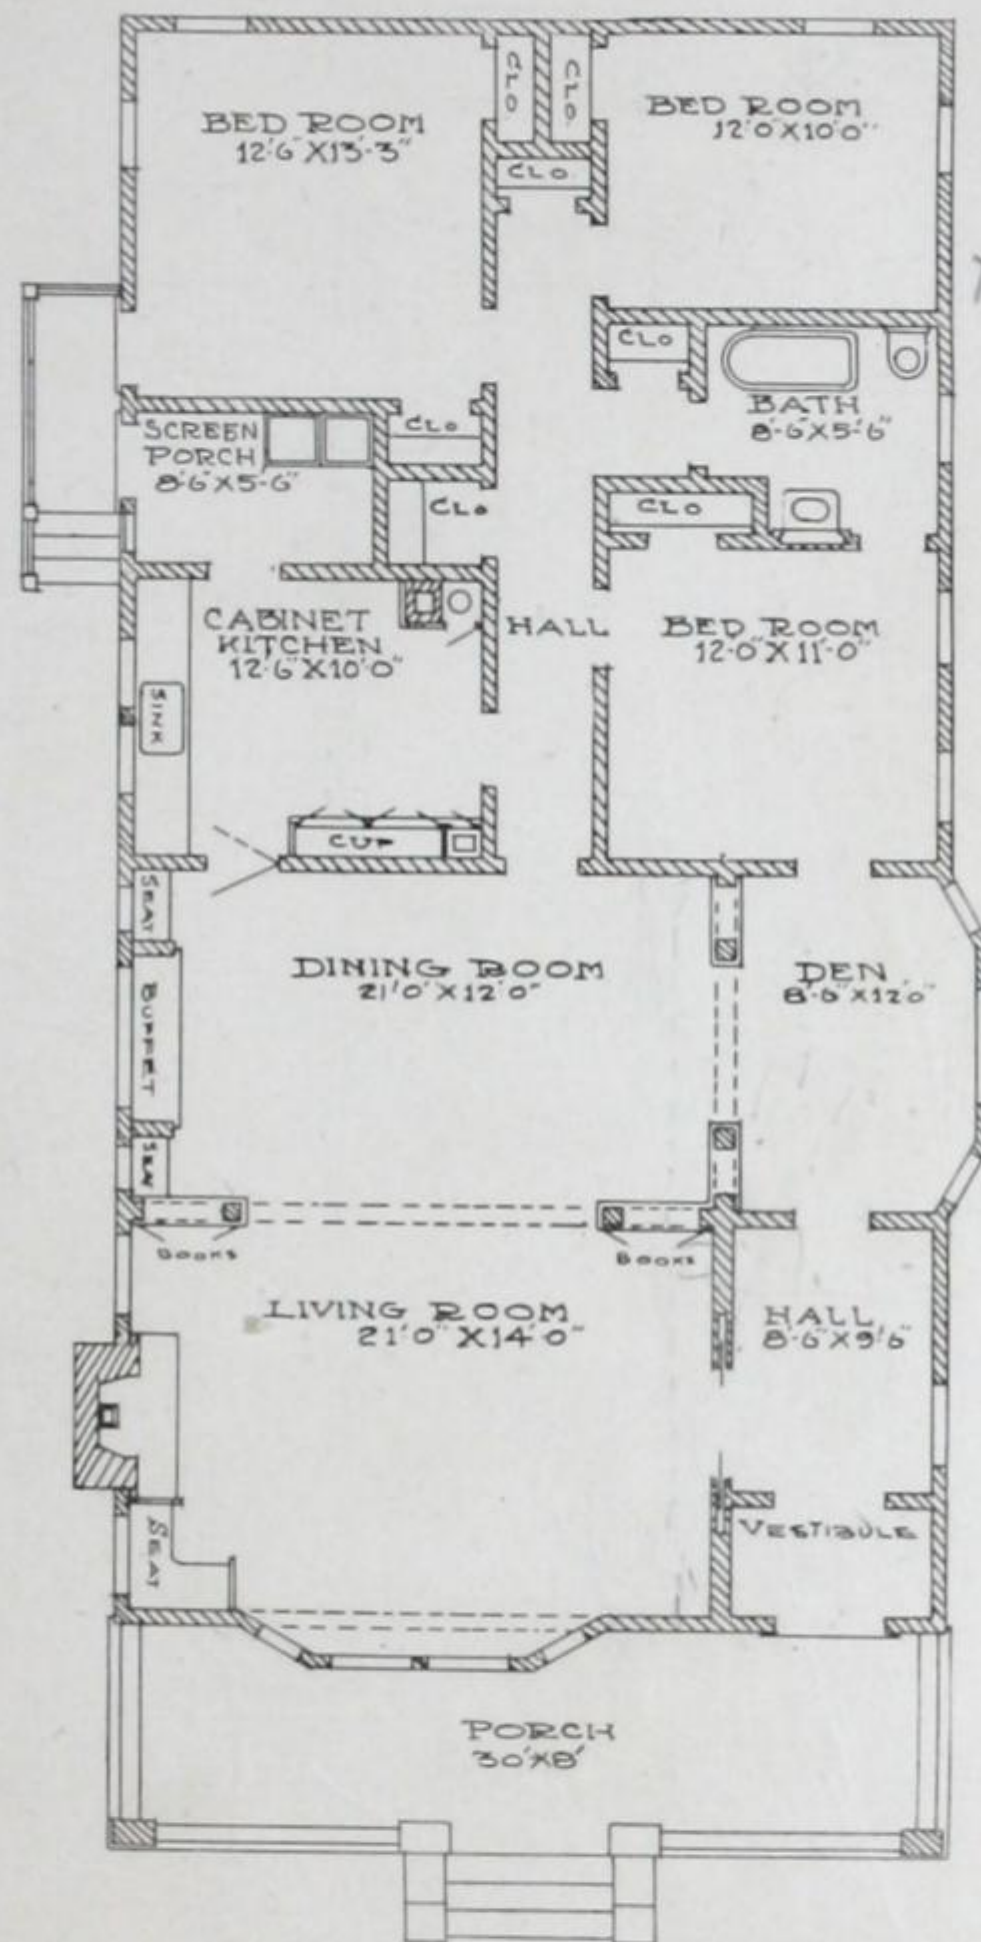 BED ROOM
12'6" X 13'-3"
CLO
CLO.
CLO.
BED ROOM
12'0" X 10'0"
CLO
BATH
8'-6" X 5'-6"
SCREEN
PORCH
8'6" X 5'-6"
CLO
CLO
CLO
CABINET
KITCHEN
12'-6" X 10'-0"
HALL
BED ROOM
12'-0" X 11'-0"
SINK
CUP
SEAT
DINING ROOM
21'0" X 12'0"
DEN
8'-6" X 12'0"
BUFFET
SEA
BOOKS
BOOKS
LIVING ROOM
21'0" X 14'0"
HALL
8'-6" X 9'6"
SEAT
VESTIBULE
PORCH
30' X 8'